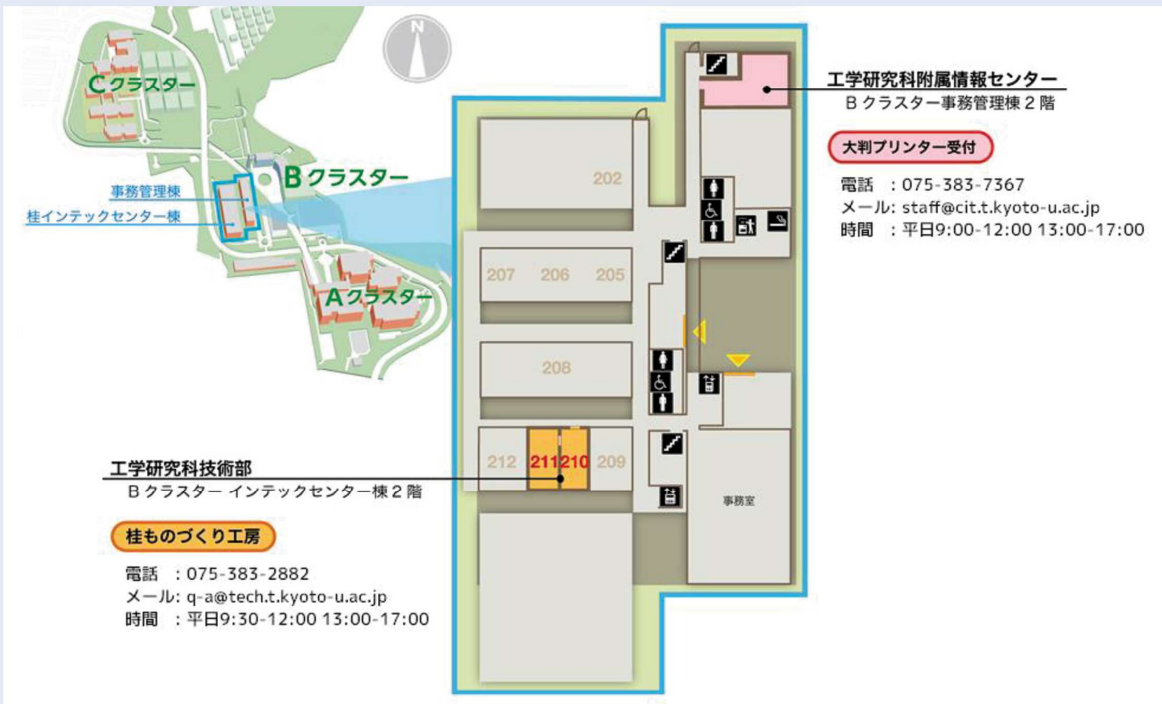 N
Cクラスター
Bクラスター
事務管理棟
桂インテックセンター棟
Aクラスター
工学研究科附属情報センター
Bクラスター事務管理棟2階
大判プリンター受付
電話 : 075-383-7367
メール: staff@cit.t.kyoto-u.ac.jp
時間 : 平日9:00-12:00 13:00-17:00
202
207 206 205
208
212 211 210 209
事務室
工学研究科技術部
Bクラスター インテックセンター棟2階
桂ものづくり工房
電話 : 075-383-2882
メール: q-a@tech.t.kyoto-u.ac.jp
時間 : 平日9:30-12:00 13:00-17:00